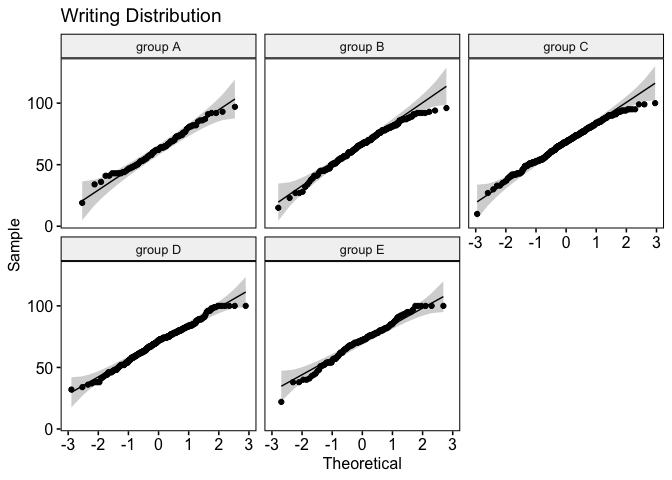 Writing Distribution
group A
group B
group C
100
50
0
-3 -2 -1 0 1 2 3
Sample
group D
group E
100
50
0
-3 -2 -1 0 1 2 3
-3 -2 -1 0 1 2 3
Theoretical